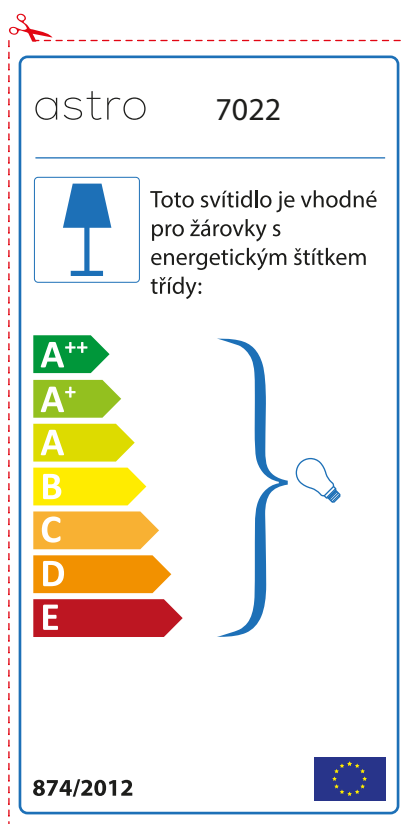 astro 7022
Toto svítidlo je vhodné
pro žárovky s
energetickým štítkem
třídy:
A++
A+
A
B
C
D
E
874/2012